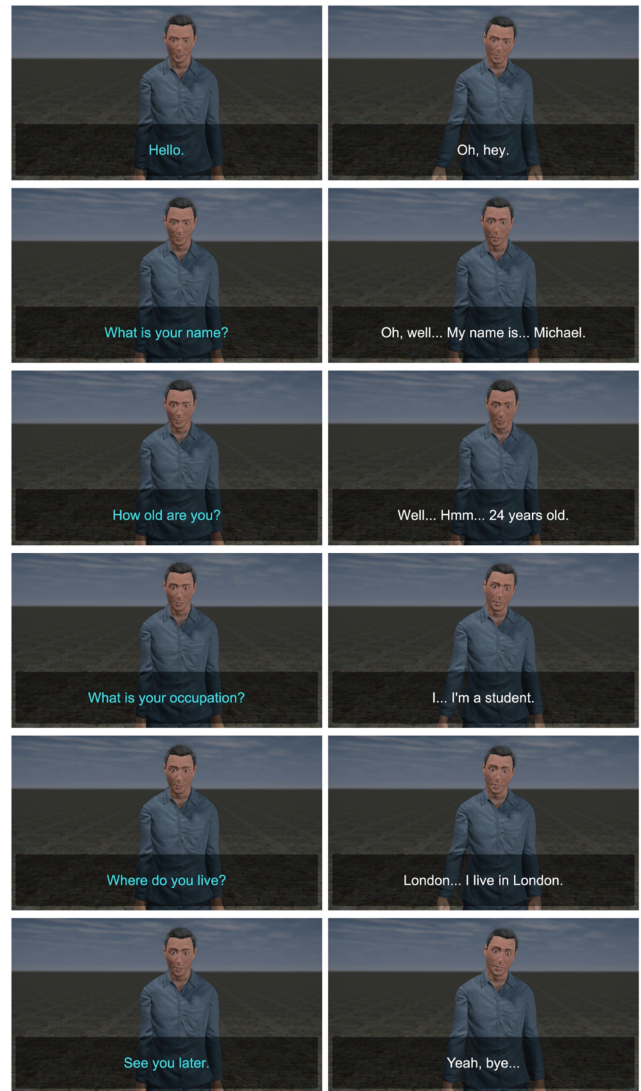 Hello.
Oh, hey.
What is your name?
Oh, well... My name is... Michael.
How old are you?
Well... Hmm... 24 years old.
What is your occupation?
I... I'm a student.
Where do you live?
London... I live in London.
See you later.
Yeah, bye...